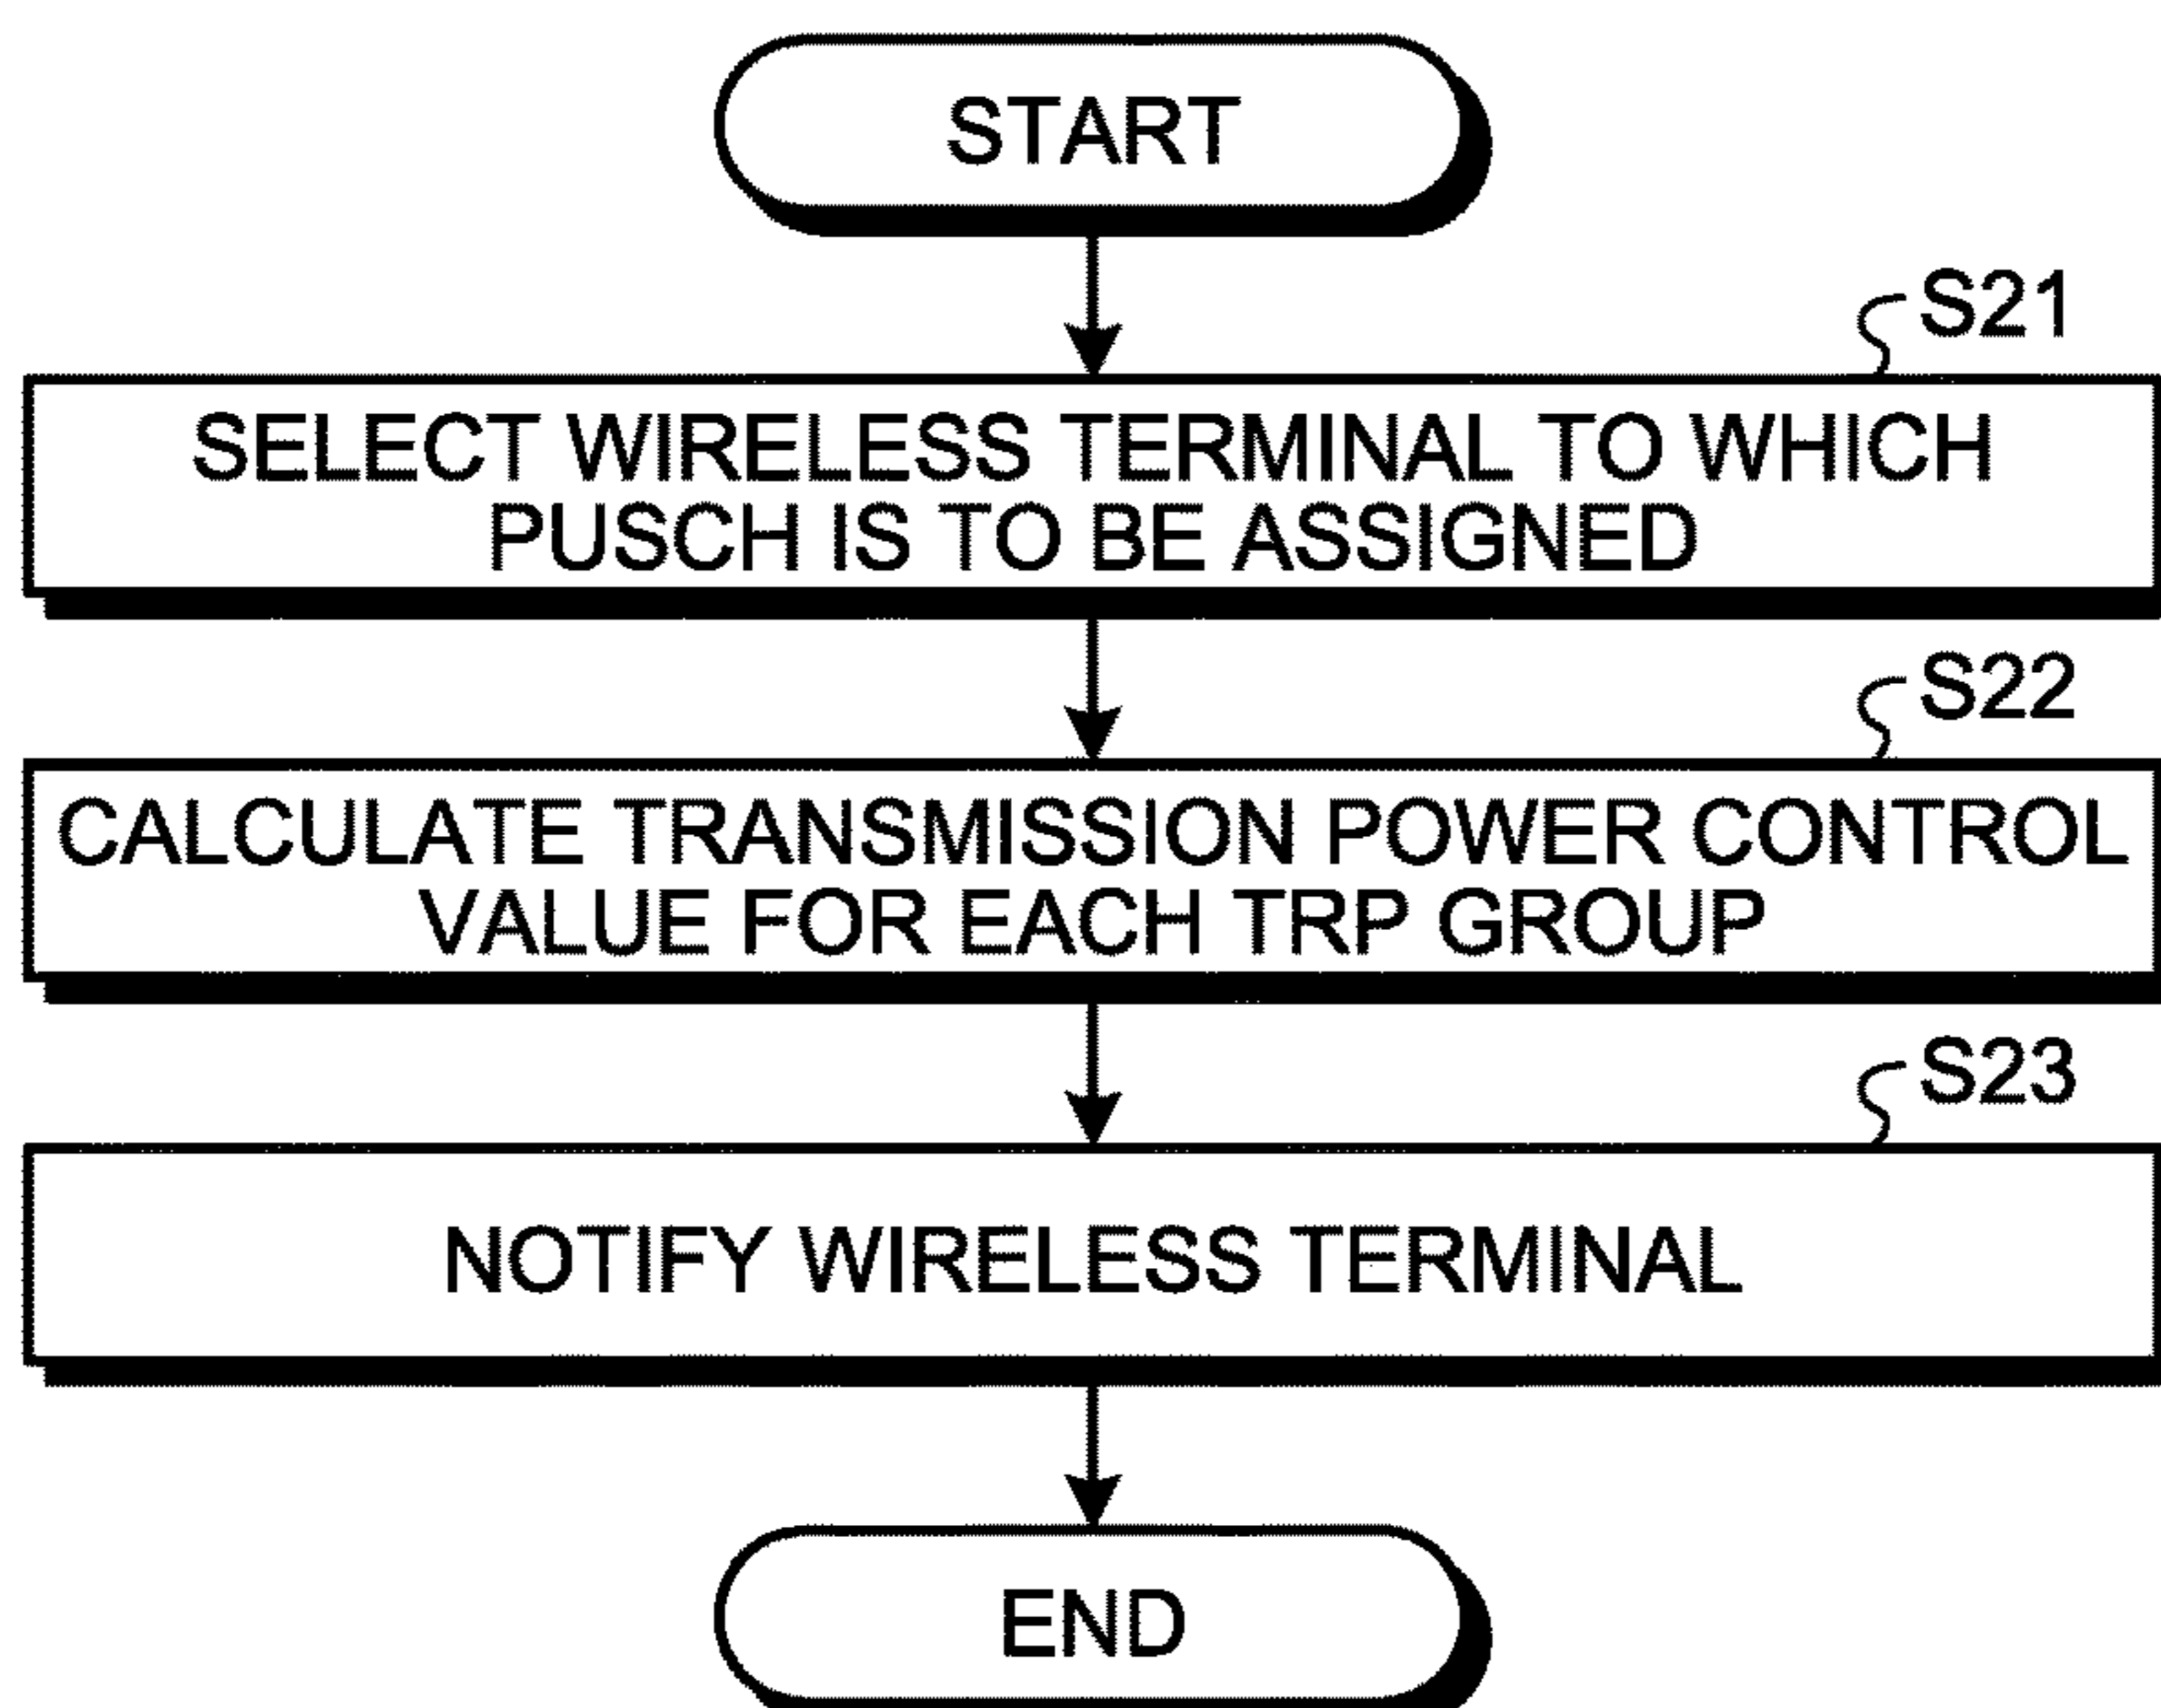 START
S21
SELECT WIRELESS TERMINAL TO WHICH
PUSCH IS TO BE ASSIGNED
S22
CALCULATE TRANSMISSION POWER CONTROL
VALUE FOR EACH TRP GROUP
S23
NOTIFY WIRELESS TERMINAL
END